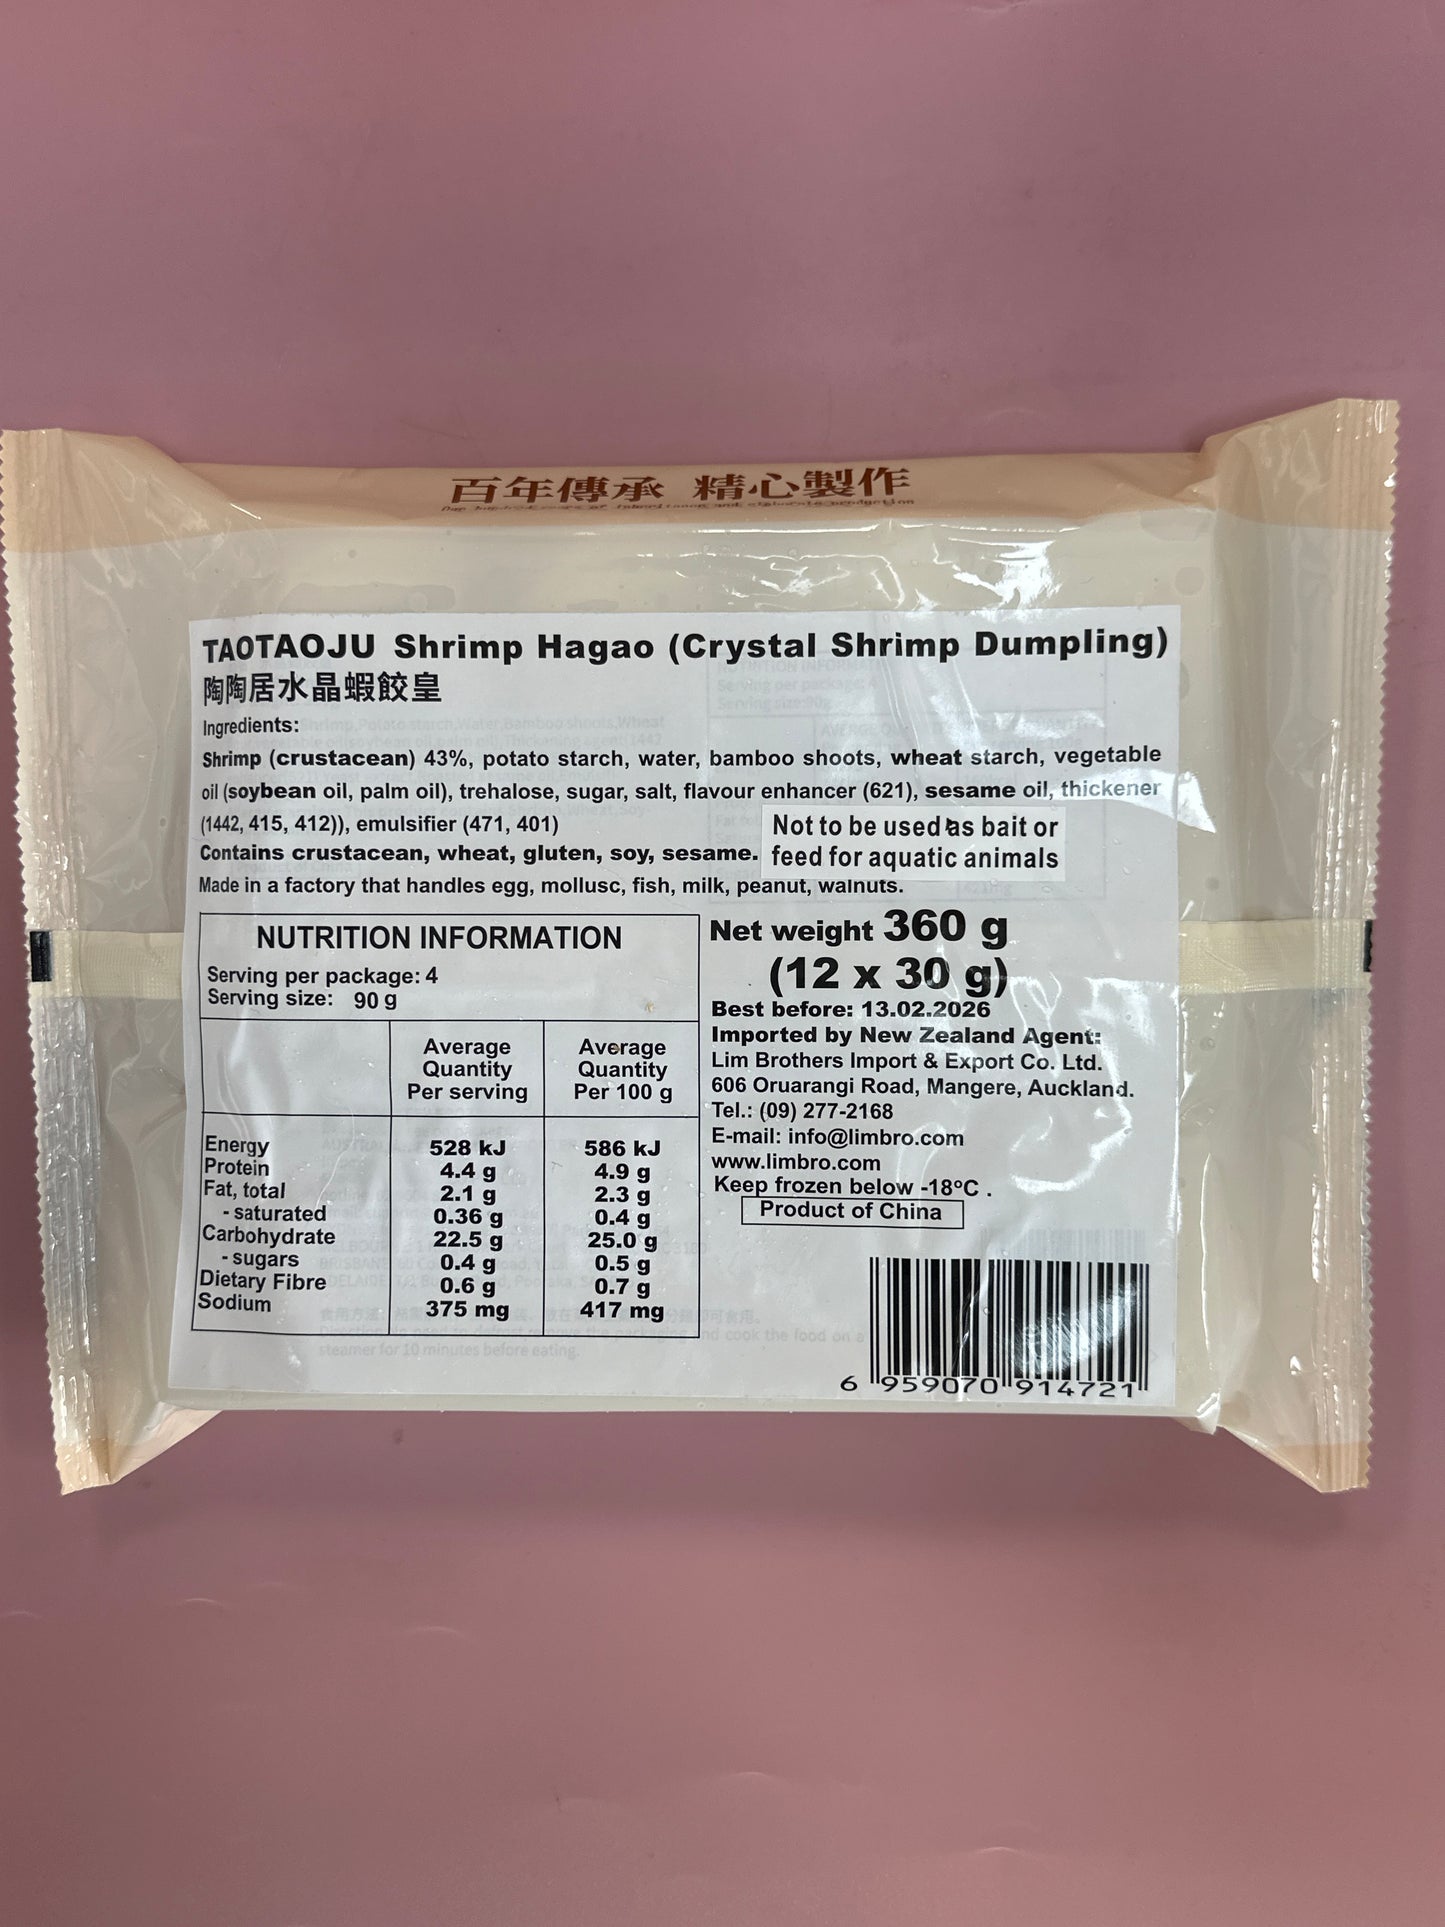 百年傳承 精心製作
TAOTAOJU Shrimp Hagao (Crystal Shrimp Dumpling)
陶陶居水晶蝦餃皇
Ingredients:
Shrimp (crustacean) 43%, potato starch, water, bamboo shoots, wheat starch, vegetable
oil (soybean oil, palm oil), trehalose, sugar, salt, flavour enhancer (621), sesame oil, thickener
(1442, 415, 412)), emulsifier (471, 401)
Contains crustacean, wheat, gluten, soy, sesame.
Not to be used as bait or
feed for aquatic animals
Made in a factory that handles egg, mollusc, fish, milk, peanut, walnuts.
NUTRITION INFORMATION
Serving per package: 4
Serving size: 90 g
Average Quantity Per serving
Average Quantity Per 100 g
Energy 528 kJ 586 kJ
Protein 4.4 g 4.9 g
Fat, total 2.1 g 2.3 g
- saturated 0.36 g 0.4 g
Carbohydrate 22.5 g 25.0 g
- sugars 0.4 g 0.5 g
Dietary Fibre 0.6 g 0.7 g
Sodium 375 mg 417 mg
Net weight 360 g
(12 x 30 g)
Best before: 13.02.2026
Imported by New Zealand Agent:
Lim Brothers Import & Export Co. Ltd.
606 Oruarangi Road, Mangere, Auckland.
Tel.: (09) 277-2168
E-mail: info@limbro.com
www.limbro.com
Keep frozen below -18°C .
Product of China
6 959070 914721